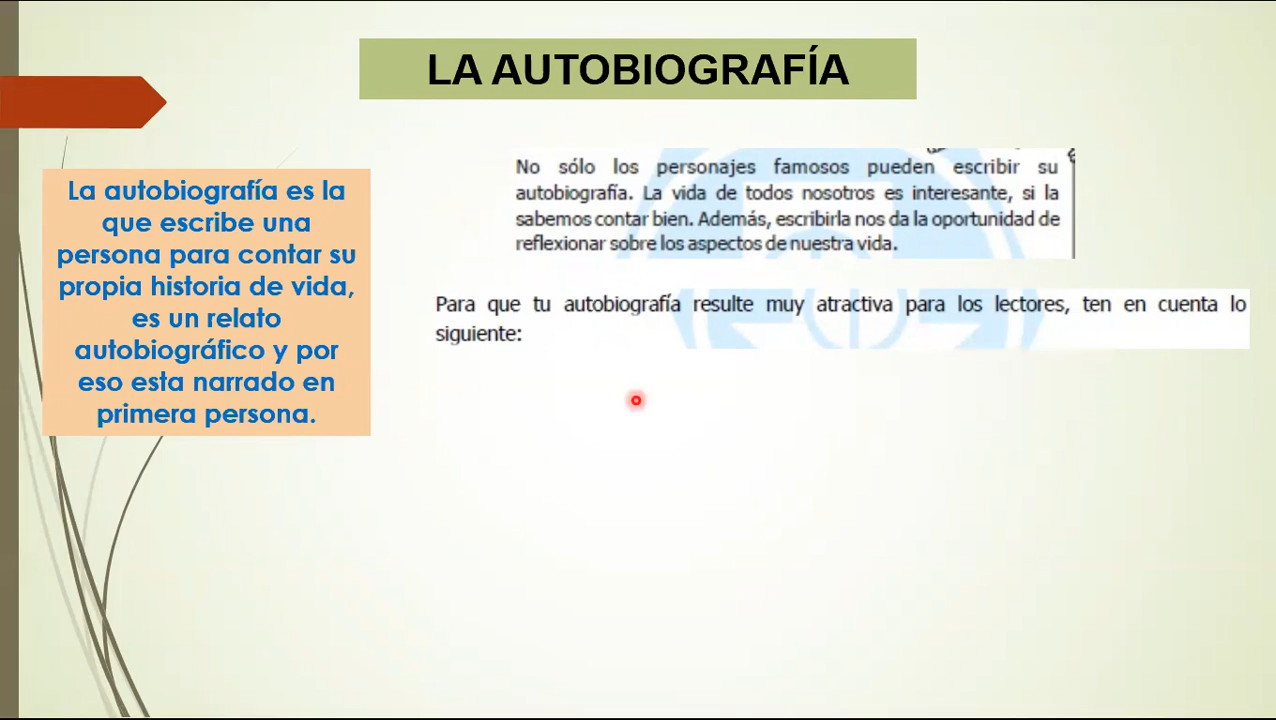 LA AUTOBIOGRAFÍA
La autobiografía es la
que escribe una
persona para contar su
propia historia de vida,
es un relato
autobiográfico y por
eso esta narrado en
primera persona.
No sólo los personajes famosos pueden escribir su
autobiografía. La vida de todos nosotros es interesante, si la
sabemos contar bien. Además, escribirla nos da la oportunidad de
reflexionar sobre los aspectos de nuestra vida.
Para que tu autobiografía resulte muy atractiva para los lectores, ten en cuenta lo
siguiente: